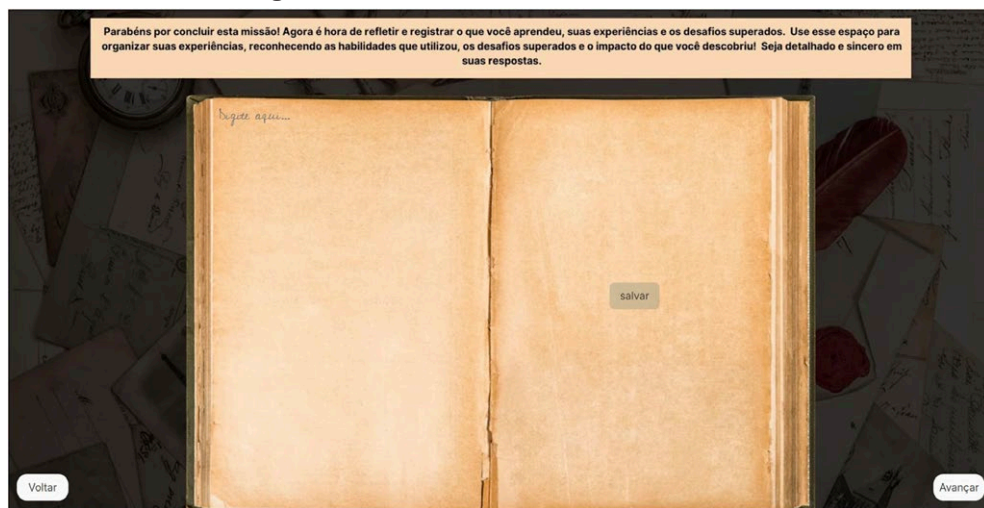 Parabéns por concluir esta missão! Agora é hora de refletir e registrar o que você aprendeu, suas experiências e os desafios superados. Use esse espaço para
organizar suas experiências, reconhecendo as habilidades que utilizou, os desafios superados e o impacto do que você descobriu! Seja detalhado e sincero em
suas respostas.
Digite aqui...
salvar
Voltar
Avançar